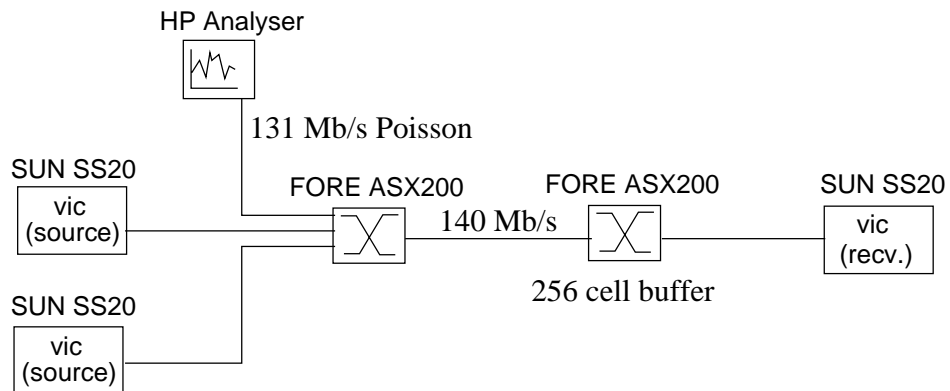 HP Analyser
131 Mb/s Poisson
SUN SS20
vic
(source)
FORE ASX200
140 Mb/s
FORE ASX200
256 cell buffer
SUN SS20
vic
(recv.)
SUN SS20
vic
(source)